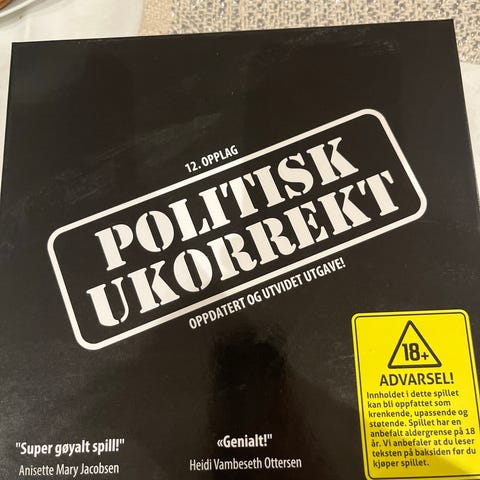 12. OPPLAG
POLITISK
UKORREKT
OPPDATERT OG UTVIDET UTGAVE!
18+
ADVARSEL!
Innholdet i dette spillet
kan bli oppfattet som
krenkende, upassende og
støtende. Spillet har en
anbefalt aldergrense på 18
år. Vi anbefaler at du leser
teksten på baksiden før du
kjøper spillet.
"Super gøyalt spill!"
Anisette Mary Jacobsen
«Genialt!"
Heidi Vambeseth Ottersen